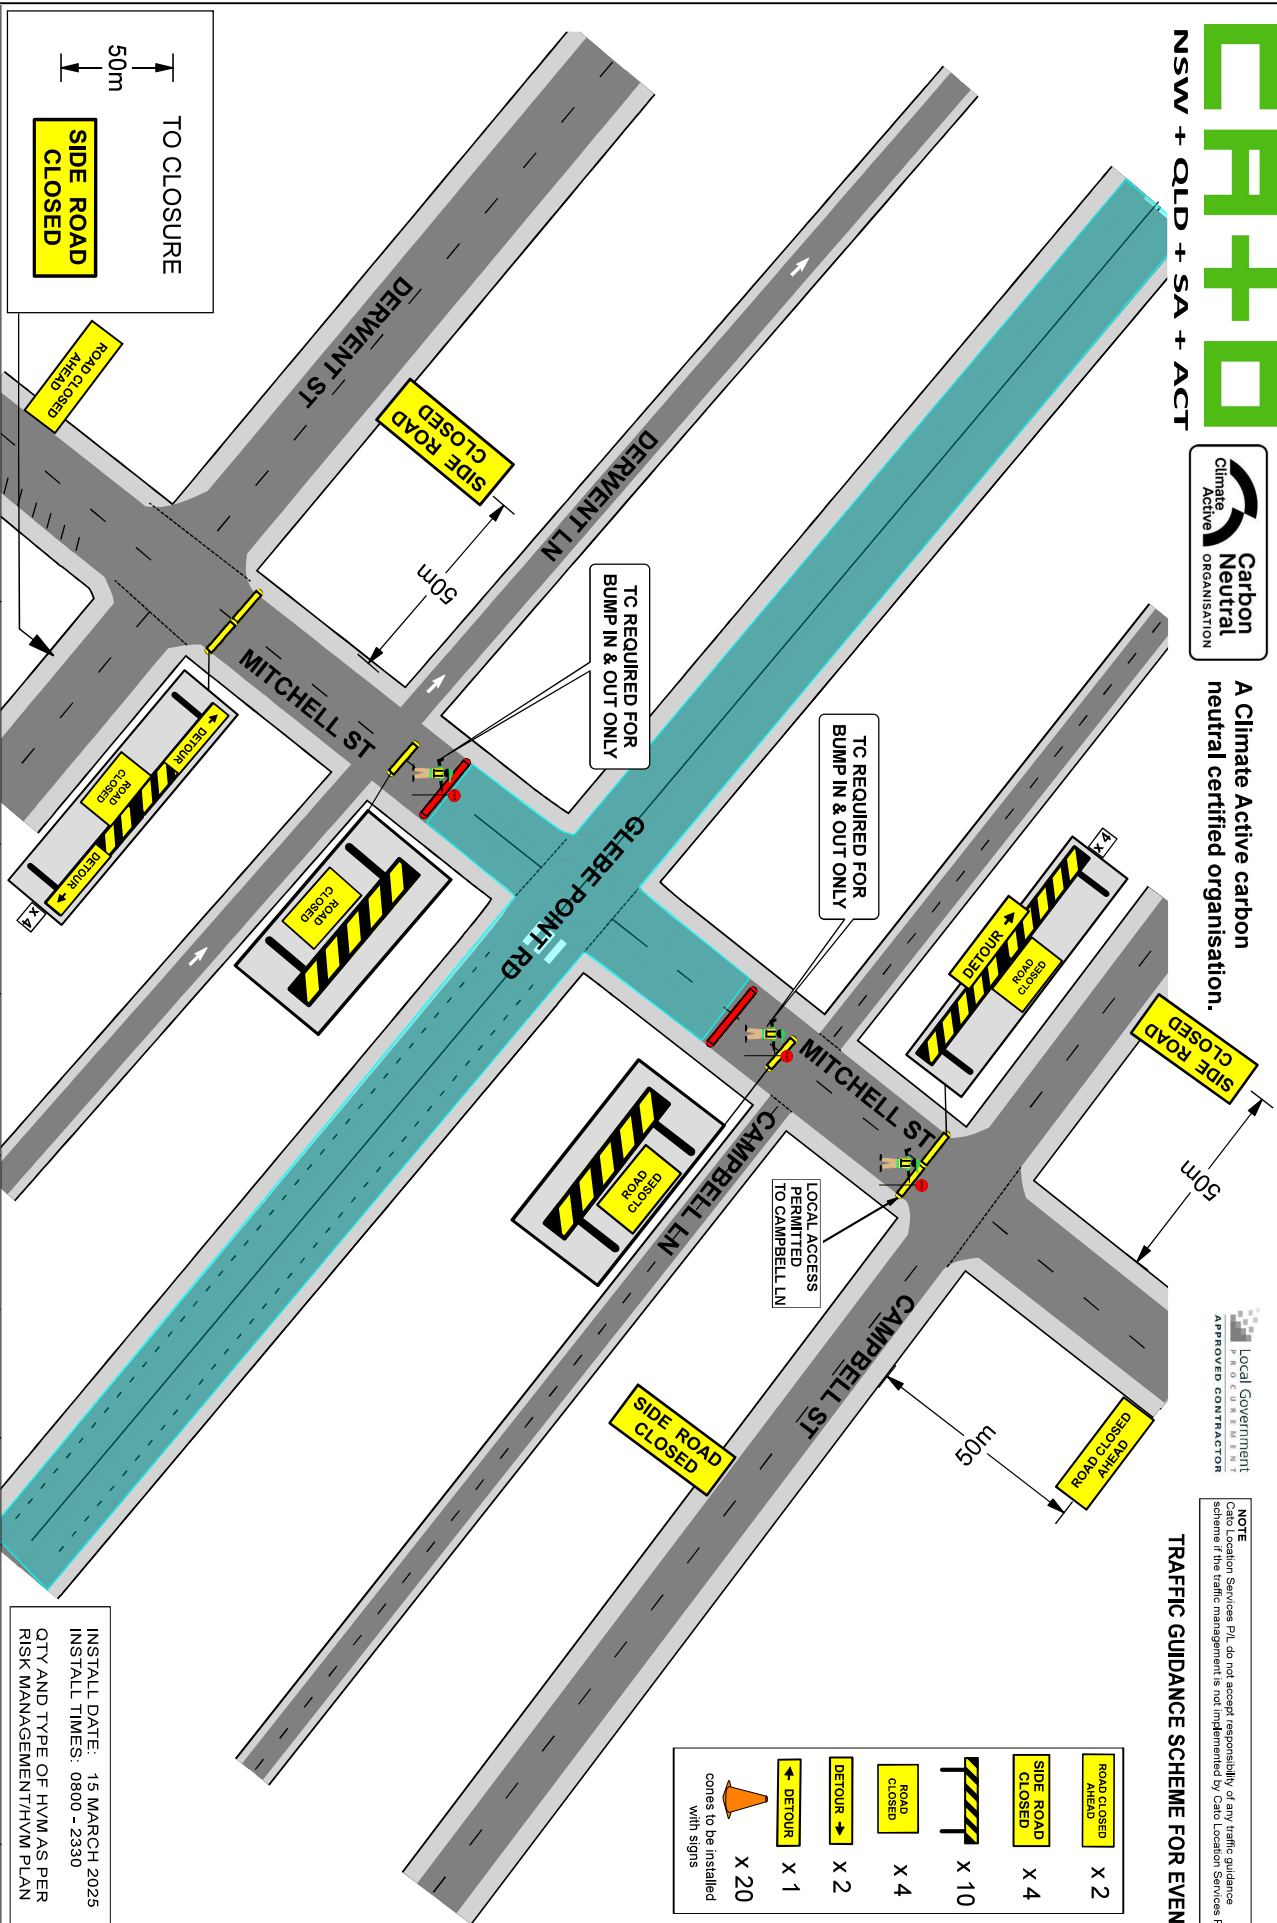 CATO
NSW + QLD + SA + ACT
Climate
Active
Carbon
Neutral
ORGANISATION
A Climate Active carbon
neutral certified organisation.
Local Government
PROCUREMENT
APPROVED CONTRACTOR
NOTE
Cato Location Services P/L do not accept responsibility of any traffic guidance
scheme if the traffic management is not implemented by Cato Location Services P
TRAFFIC GUIDANCE SCHEME FOR EVEN
SIDE ROAD
CLOSED
50m
ROAD CLOSED
AHEAD
50m
x 4
DETOUR
ROAD
CLOSED
TC REQUIRED FOR
BUMP IN & OUT ONLY
MITCHELL ST
LOCAL ACCESS
PERMITTED
TO CAMPBELL LN
CAMPBELL ST
CAMPBELL LN
ROAD
CLOSED
SIDE ROAD
CLOSED
TC REQUIRED FOR
BUMP IN & OUT ONLY
GLEBE POINT RD
DERWENT LN
SIDE ROAD
CLOSED
50m
DERWENT ST
MITCHELL ST
ROAD
CLOSED
DETOUR
ROAD
CLOSED
DETOUR
x 4
ROAD CLOSED
AHEAD
TO CLOSURE
50m
SIDE ROAD
CLOSED
ROAD CLOSED
AHEAD
x 2
SIDE ROAD
CLOSED
x 4
x 10
ROAD
CLOSED
x 4
DETOUR
x 2
DETOUR
x 1
x 20
cones to be installed
with signs
INSTALL DATE: 15 MARCH 2025
INSTALL TIMES: 0800 - 2330
QTY AND TYPE OF HVM AS PER
RISK MANAGEMENT/HVM PLAN